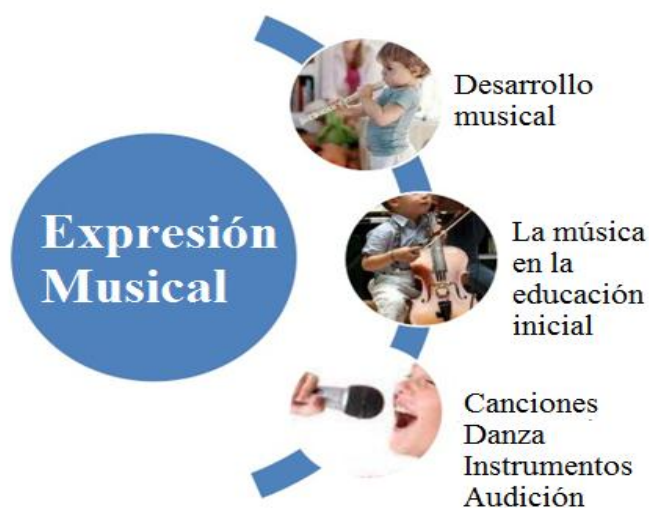 Expresión
Musical
Desarrollo
musical
La música
en la
educación
inicial
Canciones
Danza
Instrumentos
Audición